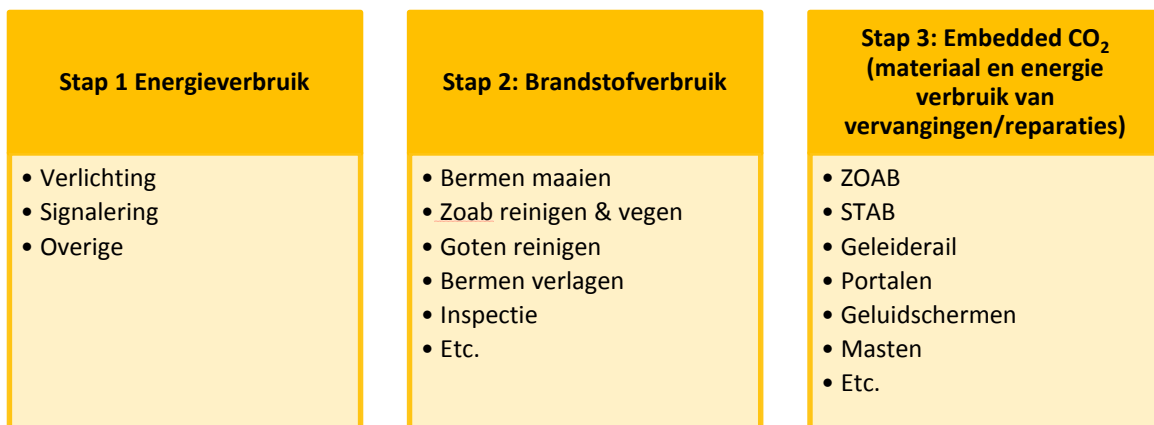 Stap 1 Energieverbruik
• Verlichting
• Signalering
• Overige
Stap 2: Brandstofverbruik
• Bermen maaien
• Zoab reinigen & vegen
• Goten reinigen
• Bermen verlagen
• Inspectie
• Etc.
Stap 3: Embedded CO₂
(materiaal en energie
verbruik van
vervangingen/reparaties)
• ZOAB
• STAB
• Geleiderail
• Portalen
• Geluidschermen
• Masten
• Etc.